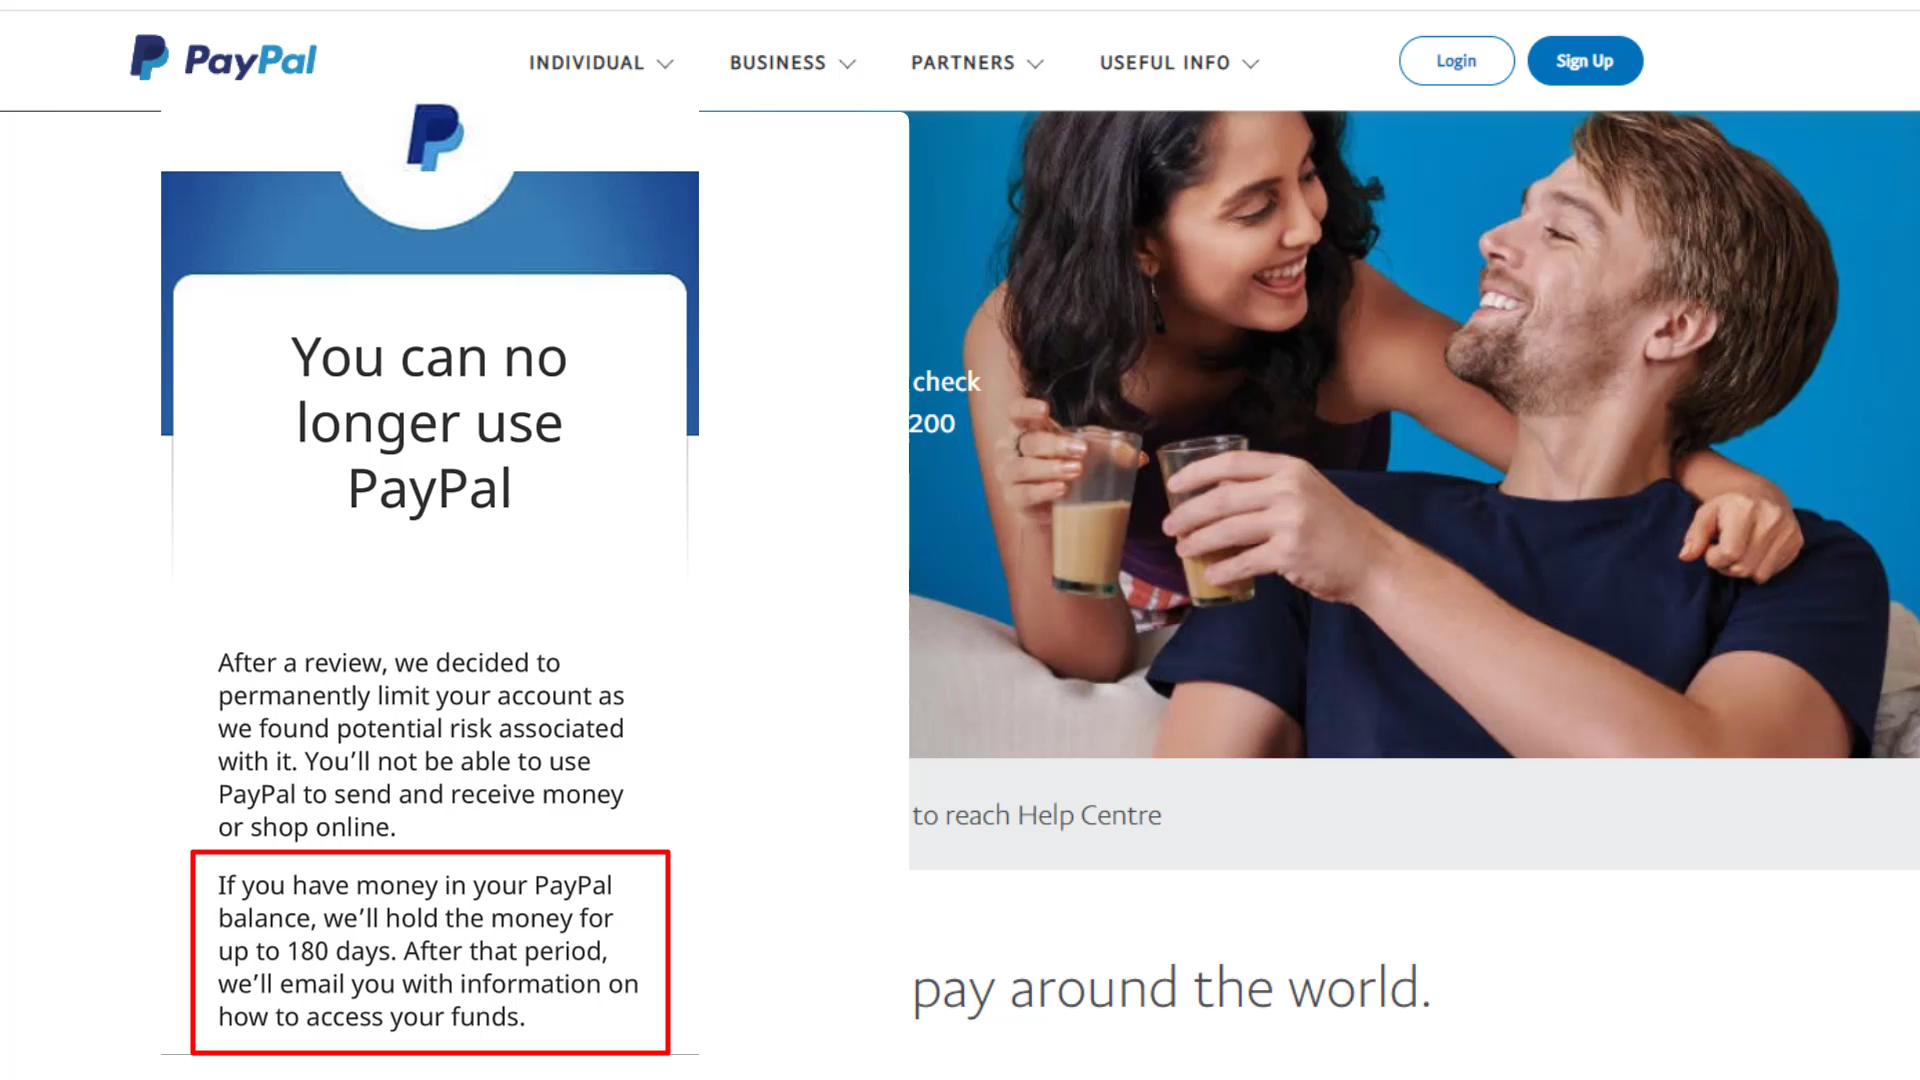 PayPal
INDIVIDUAL
BUSINESS
PARTNERS
USEFUL INFO
Login
Sign Up
You can no
longer use
PayPal
After a review, we decided to
permanently limit your account as
we found potential risk associated
with it. You’ll not be able to use
PayPal to send and receive money
or shop online.
If you have money in your PayPal
balance, we’ll hold the money for
up to 180 days. After that period,
we’ll email you with information on
how to access your funds.
check
200
to reach Help Centre
pay around the world.